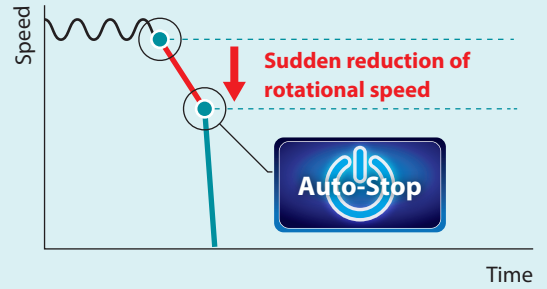 Speed
Sudden reduction of
rotational speed
Auto-Stop
Time